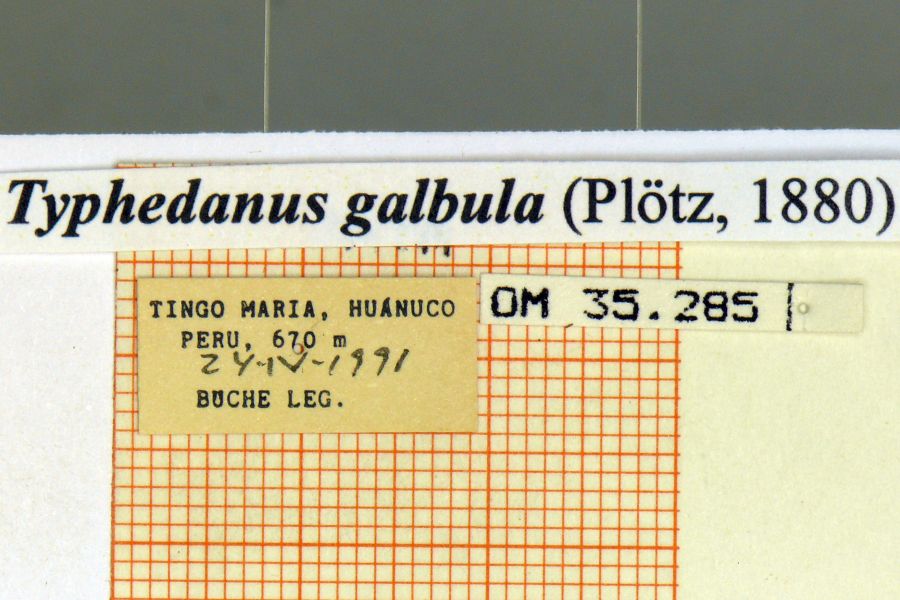 Typhedanus galbula (Plötz, 1880)
TINGO MARIA, HUÁNUCO
PERU, 670 m
24-IV-1991
BÜCHE LEG.
OM 35.285